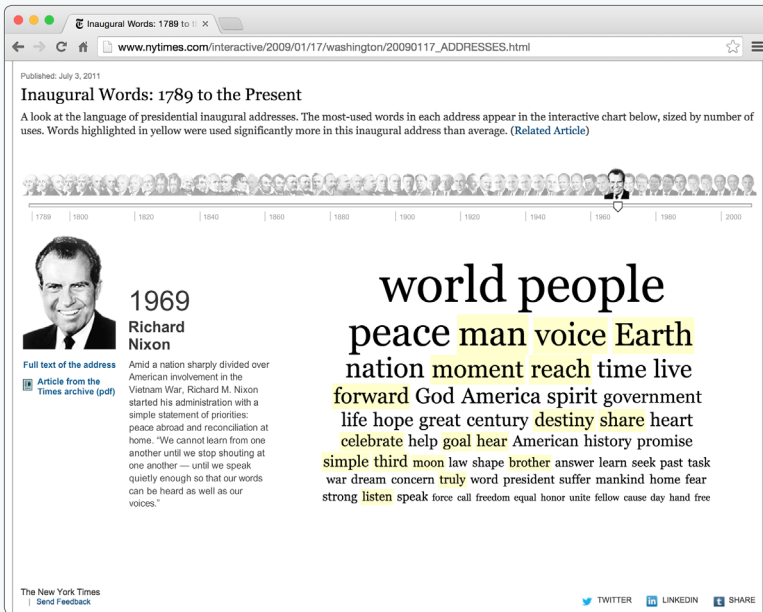 Inaugural Words: 1789 to t
www.nytimes.com/interactive/2009/01/17/washington/20090117_ADDRESSES.html
Published: July 3, 2011
Inaugural Words: 1789 to the Present
A look at the language of presidential inaugural addresses. The most-used words in each address appear in the interactive chart below, sized by number of
uses. Words highlighted in yellow were used significantly more in this inaugural address than average. (Related Article)
1789 1800 1820 1840 1860 1880 1900 1920 1940 1960 1980 2000
1969
Richard
Nixon
Full text of the address
Article from the
Times archive (pdf)
Amid a nation sharply divided over
American involvement in the
Vietnam War, Richard M. Nixon
started his administration with a
simple statement of priorities:
peace abroad and reconciliation at
home. “We cannot learn from one
another until we stop shouting at
one another — until we speak
quietly enough so that our words
can be heard as well as our
voices.”
world people
peace man voice Earth
nation moment reach time live
forward God America spirit government
life hope great century destiny share heart
celebrate help goal hear American history promise
simple third moon law shape brother answer learn seek past task
war dream concern truly word president suffer mankind home fear
strong listen speak force call freedom equal honor unite fellow cause day hand free
The New York Times
Send Feedback
TWITTER LINKEDIN SHARE